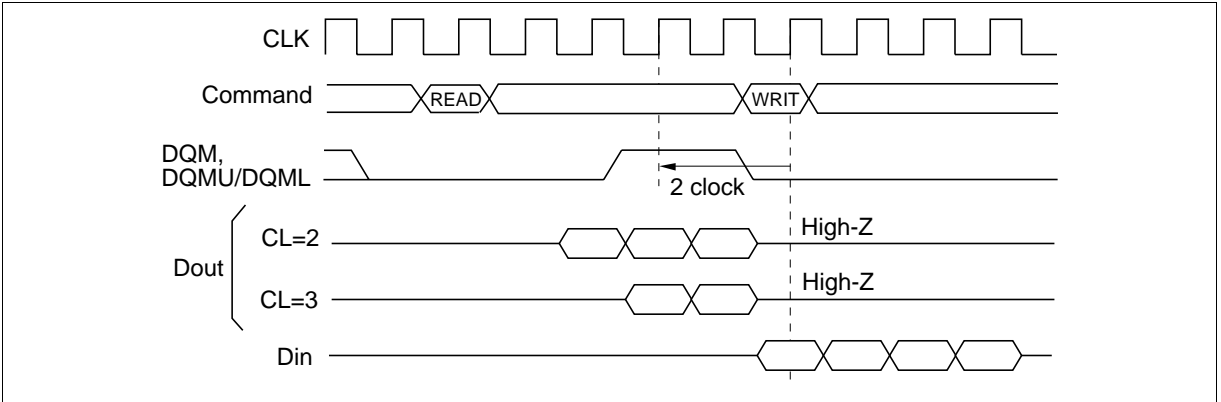 CLK
Command
READ
WRIT
DQM,
DQMU/DQML
2 clock
Dout
CL=2
High-Z
CL=3
High-Z
Din